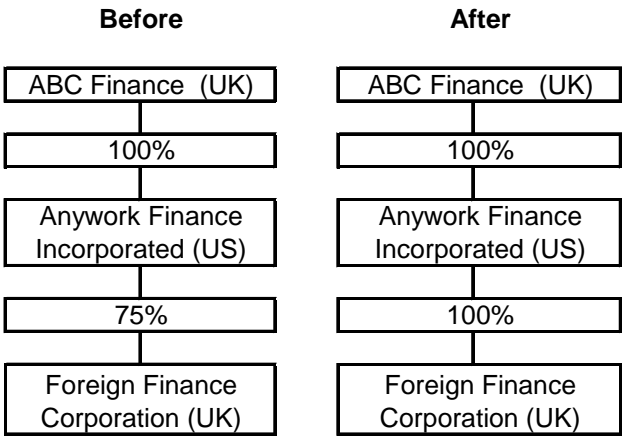 Before
ABC Finance (UK)
100%
Anywork Finance
Incorporated (US)
75%
Foreign Finance
Corporation (UK)
After
ABC Finance (UK)
100%
Anywork Finance
Incorporated (US)
100%
Foreign Finance
Corporation (UK)